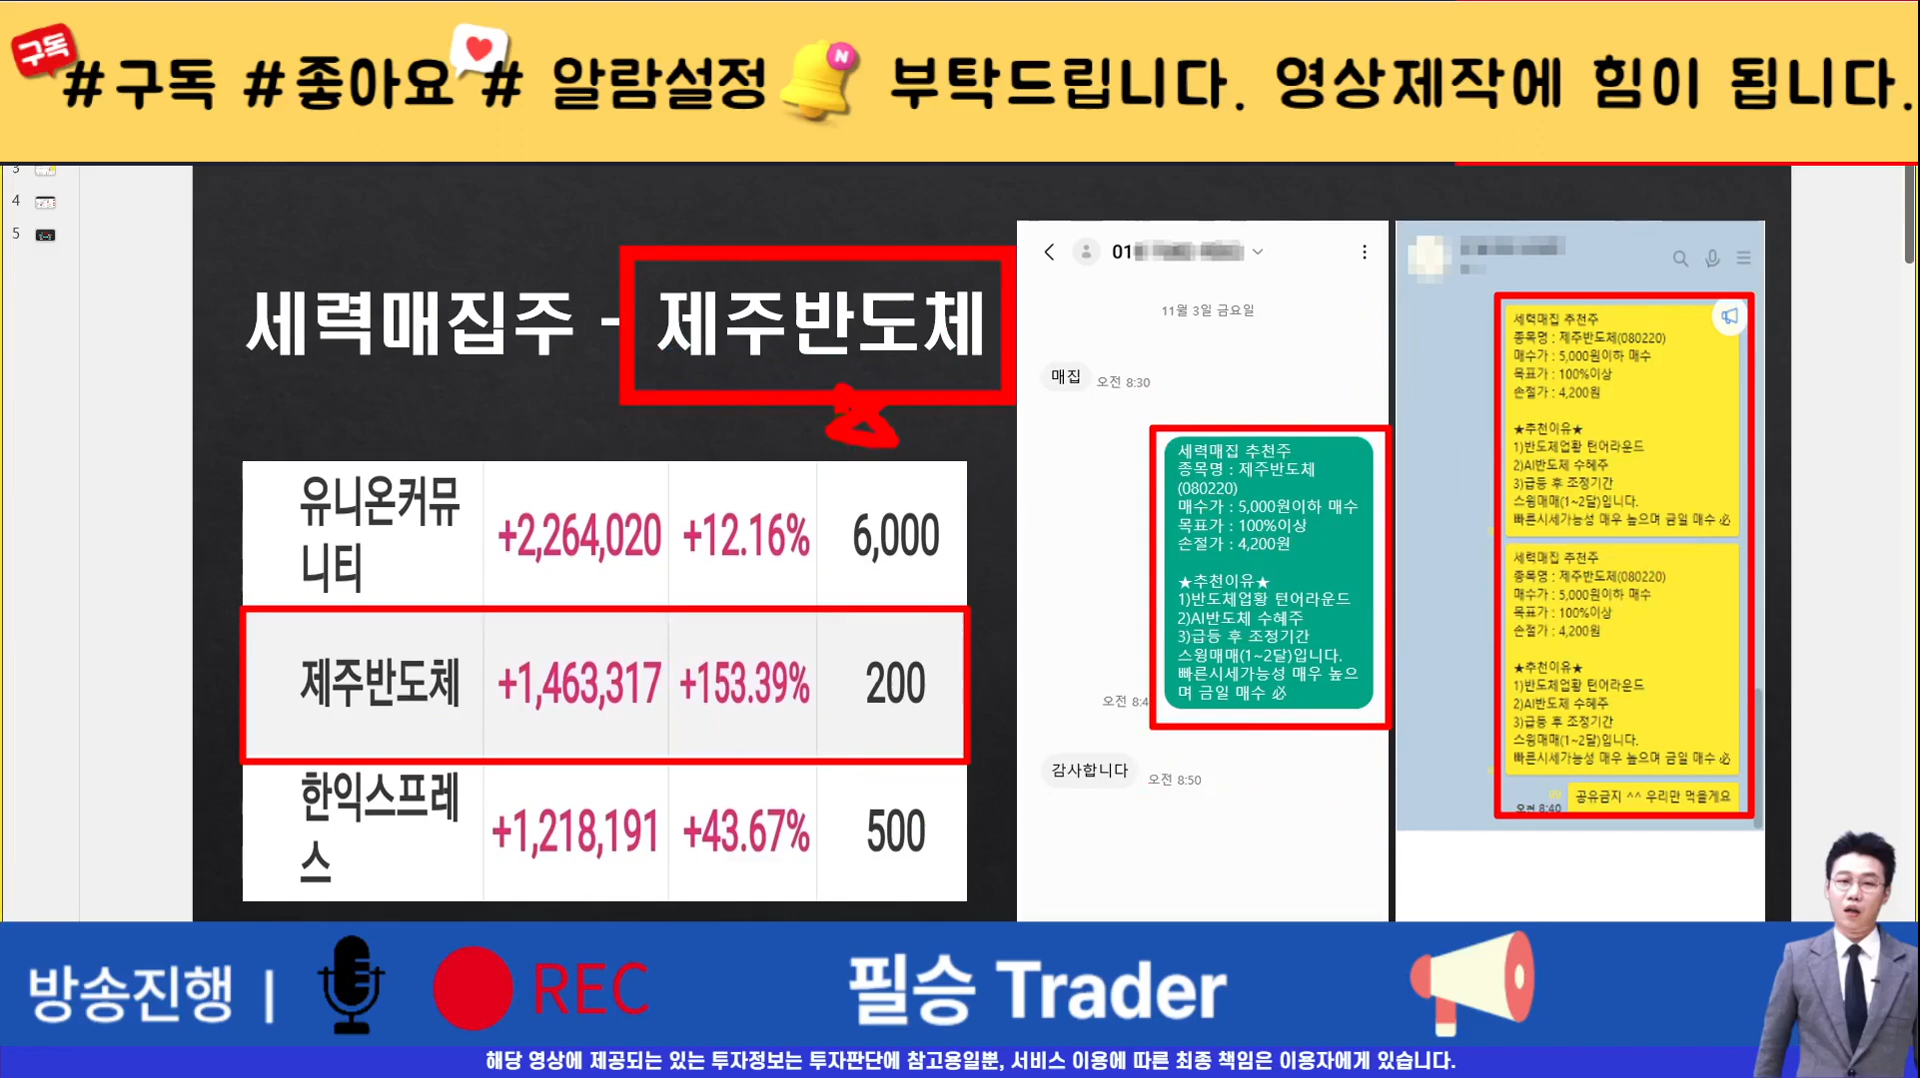 구독
#구독 #좋아요 # 알람설정 N 부탁드립니다. 영상제작에 힘이 됩니다.
3
4
5
세력매집주 - 제주반도체
유니온커뮤니티 +2,264,020 +12.16% 6,000
제주반도체 +1,463,317 +153.39% 200
한익스프레스 +1,218,191 +43.67% 500
01
11월 3일 금요일
매집 오전 8:30
세력매집 추천주
종목명 : 제주반도체
(080220)
매수가 : 5,000원이하 매수
목표가 : 100%이상
손절가 : 4,200원
★추천이유★
1)반도체업황 턴어라운드
2)AI반도체 수혜주
3)급등 후 조정기간
스윙매매(1~2달)입니다.
빠른시세가능성 매우 높으
며 금일 매수 必
오전 8:4
감사합니다 오전 8:50
세력매집 추천주
종목명 : 제주반도체(080220)
매수가 : 5,000원이하 매수
목표가 : 100%이상
손절가 : 4,200원
★추천이유★
1)반도체업황 턴어라운드
2)AI반도체 수혜주
3)급등 후 조정기간
스윙매매(1~2달)입니다.
빠른시세가능성 매우 높으며 금일 매수 必
세력매집 추천주
종목명 : 제주반도체(080220)
매수가 : 5,000원이하 매수
목표가 : 100%이상
손절가 : 4,200원
★추천이유★
1)반도체업황 턴어라운드
2)AI반도체 수혜주
3)급등 후 조정기간
스윙매매(1~2달)입니다.
빠른시세가능성 매우 높으며 금일 매수 必
오전 8:40 공유금지 ^^ 우리만 먹을게요
방송진행 | REC 필승 Trader
해당 영상에 제공되는 있는 투자정보는 투자판단에 참고용일뿐, 서비스 이용에 따른 최종 책임은 이용자에게 있습니다.